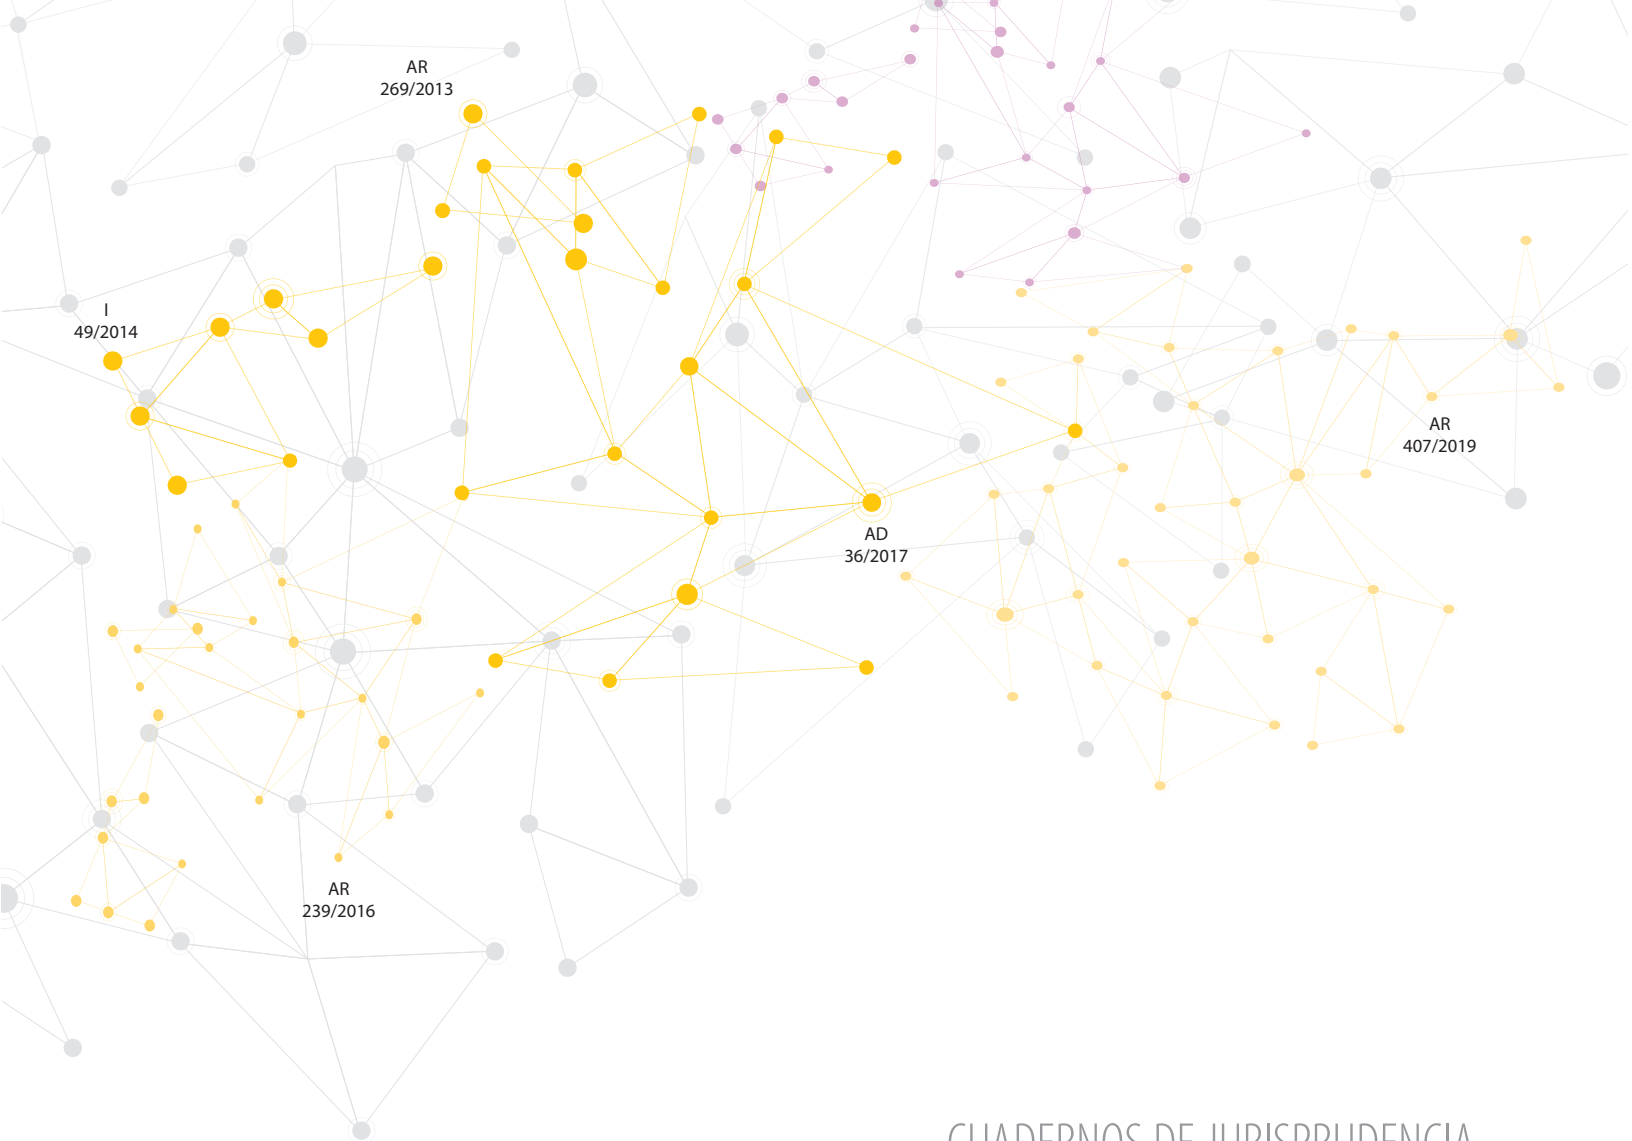 AR
269/2013
I
49/2014
AR
407/2019
AD
36/2017
AR
239/2016
CUADERNOS DE JURISPRUDENCIA